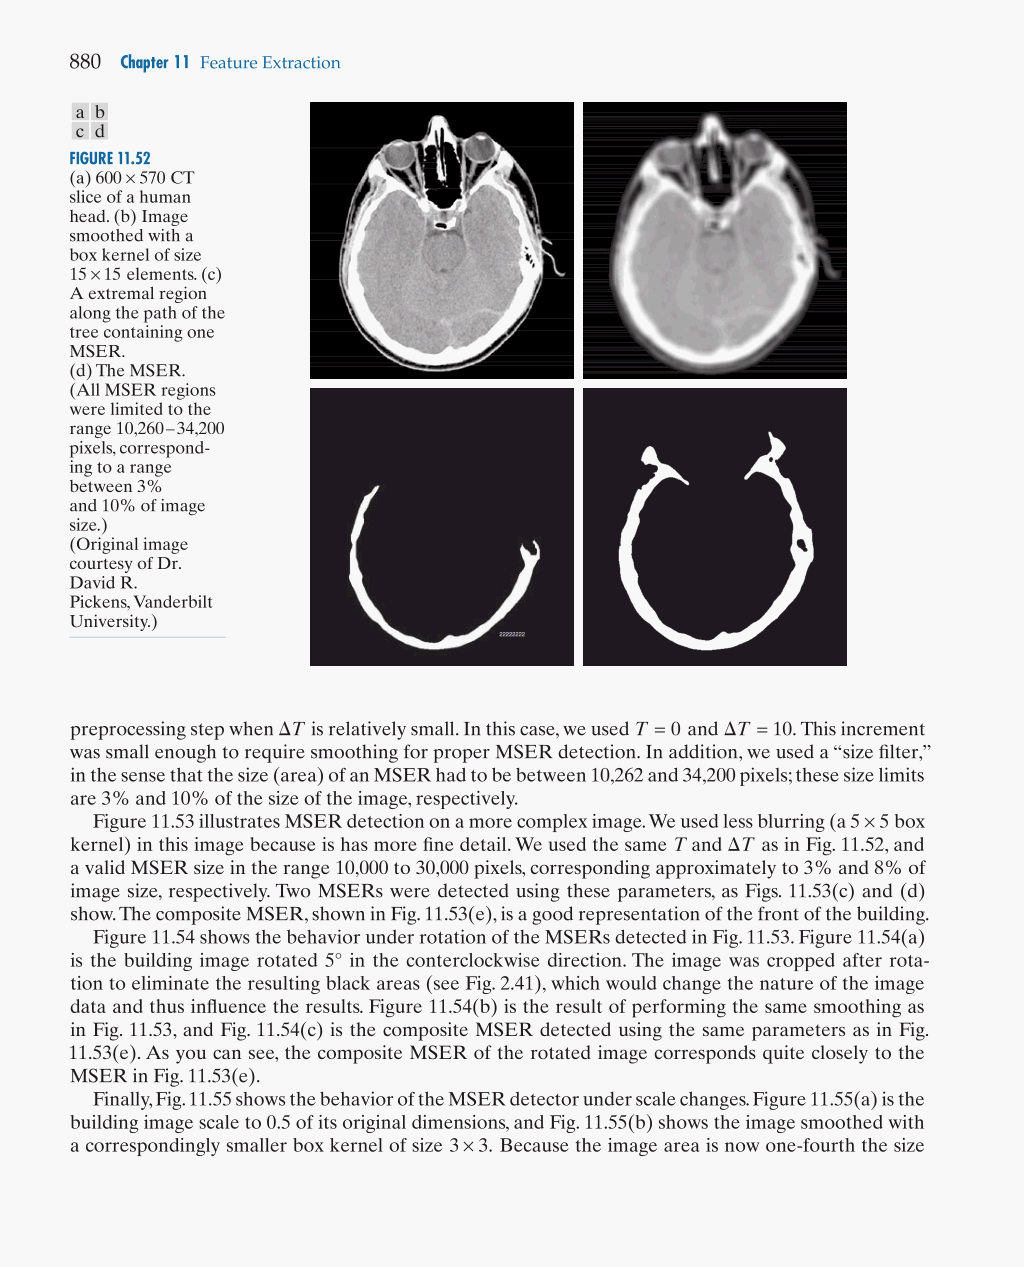 880 Chapter 11 Feature Extraction
a b
c d
FIGURE 11.52
(a) 600 × 570 CT
slice of a human
head. (b) Image
smoothed with a
box kernel of size
15 × 15 elements. (c)
A extremal region
along the path of the
tree containing one
MSER.
(d) The MSER.
(All MSER regions
were limited to the
range 10,260–34,200
pixels, correspond-
ing to a range
between 3%
and 10% of image
size.)
(Original image
courtesy of Dr.
David R.
Pickens, Vanderbilt
University.)
22222222
preprocessing step when ΔT is relatively small. In this case, we used T = 0 and ΔT = 10. This increment
was small enough to require smoothing for proper MSER detection. In addition, we used a “size filter,”
in the sense that the size (area) of an MSER had to be between 10,262 and 34,200 pixels; these size limits
are 3% and 10% of the size of the image, respectively.
Figure 11.53 illustrates MSER detection on a more complex image. We used less blurring (a 5 × 5 box
kernel) in this image because is has more fine detail. We used the same T and ΔT as in Fig. 11.52, and
a valid MSER size in the range 10,000 to 30,000 pixels, corresponding approximately to 3% and 8% of
image size, respectively. Two MSERs were detected using these parameters, as Figs. 11.53(c) and (d)
show. The composite MSER, shown in Fig. 11.53(e), is a good representation of the front of the building.
Figure 11.54 shows the behavior under rotation of the MSERs detected in Fig. 11.53. Figure 11.54(a)
is the building image rotated 5° in the conterclockwise direction. The image was cropped after rota-
tion to eliminate the resulting black areas (see Fig. 2.41), which would change the nature of the image
data and thus influence the results. Figure 11.54(b) is the result of performing the same smoothing as
in Fig. 11.53, and Fig. 11.54(c) is the composite MSER detected using the same parameters as in Fig.
11.53(e). As you can see, the composite MSER of the rotated image corresponds quite closely to the
MSER in Fig. 11.53(e).
Finally, Fig. 11.55 shows the behavior of the MSER detector under scale changes. Figure 11.55(a) is the
building image scale to 0.5 of its original dimensions, and Fig. 11.55(b) shows the image smoothed with
a correspondingly smaller box kernel of size 3 × 3. Because the image area is now one-fourth the size